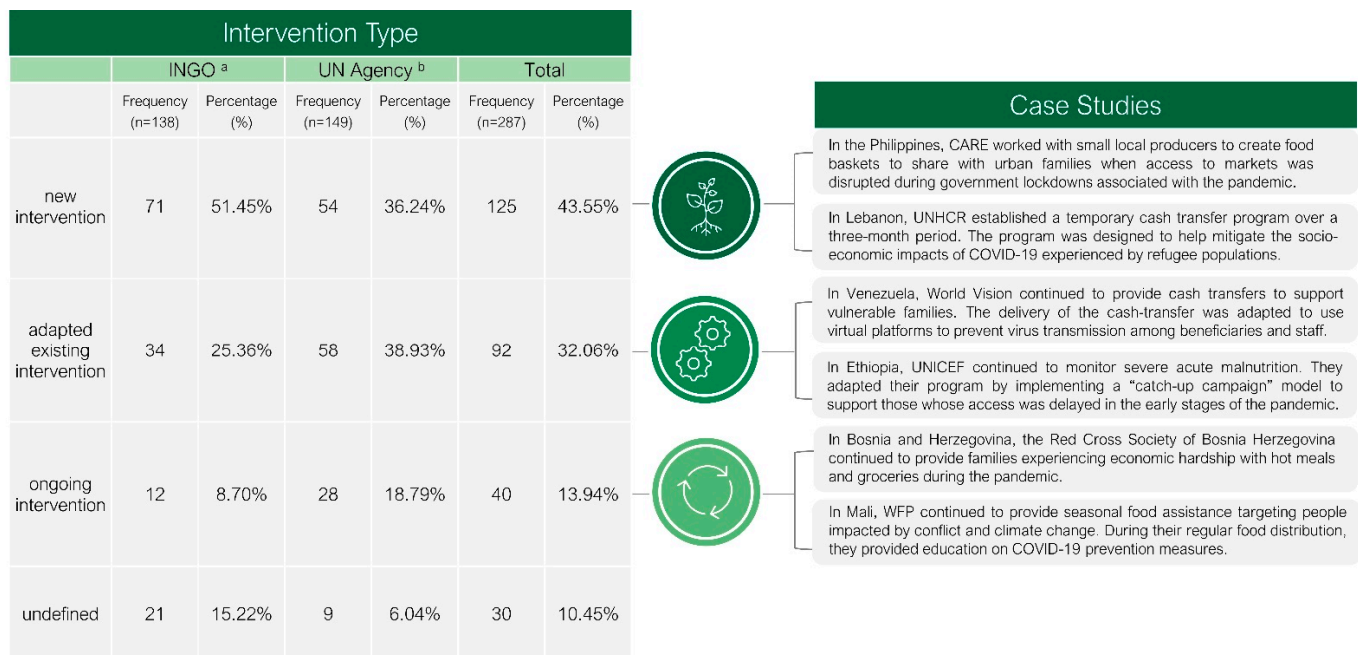 Intervention Type
INGO a UN Agency b Total
Frequency (n=138) Percentage (%) Frequency (n=149) Percentage (%) Frequency (n=287) Percentage (%)
new intervention 71 51.45% 54 36.24% 125 43.55%
adapted existing intervention 34 25.36% 58 38.93% 92 32.06%
ongoing intervention 12 8.70% 28 18.79% 40 13.94%
undefined 21 15.22% 9 6.04% 30 10.45%
Case Studies
In the Philippines, CARE worked with small local producers to create food
baskets to share with urban families when access to markets was
disrupted during government lockdowns associated with the pandemic.
In Lebanon, UNHCR established a temporary cash transfer program over a
three-month period. The program was designed to help mitigate the socio-
economic impacts of COVID-19 experienced by refugee populations.
In Venezuela, World Vision continued to provide cash transfers to support
vulnerable families. The delivery of the cash-transfer was adapted to use
virtual platforms to prevent virus transmission among beneficiaries and staff.
In Ethiopia, UNICEF continued to monitor severe acute malnutrition. They
adapted their program by implementing a “catch-up campaign” model to
support those whose access was delayed in the early stages of the pandemic.
In Bosnia and Herzegovina, the Red Cross Society of Bosnia Herzegovina
continued to provide families experiencing economic hardship with hot meals
and groceries during the pandemic.
In Mali, WFP continued to provide seasonal food assistance targeting people
impacted by conflict and climate change. During their regular food distribution,
they provided education on COVID-19 prevention measures.